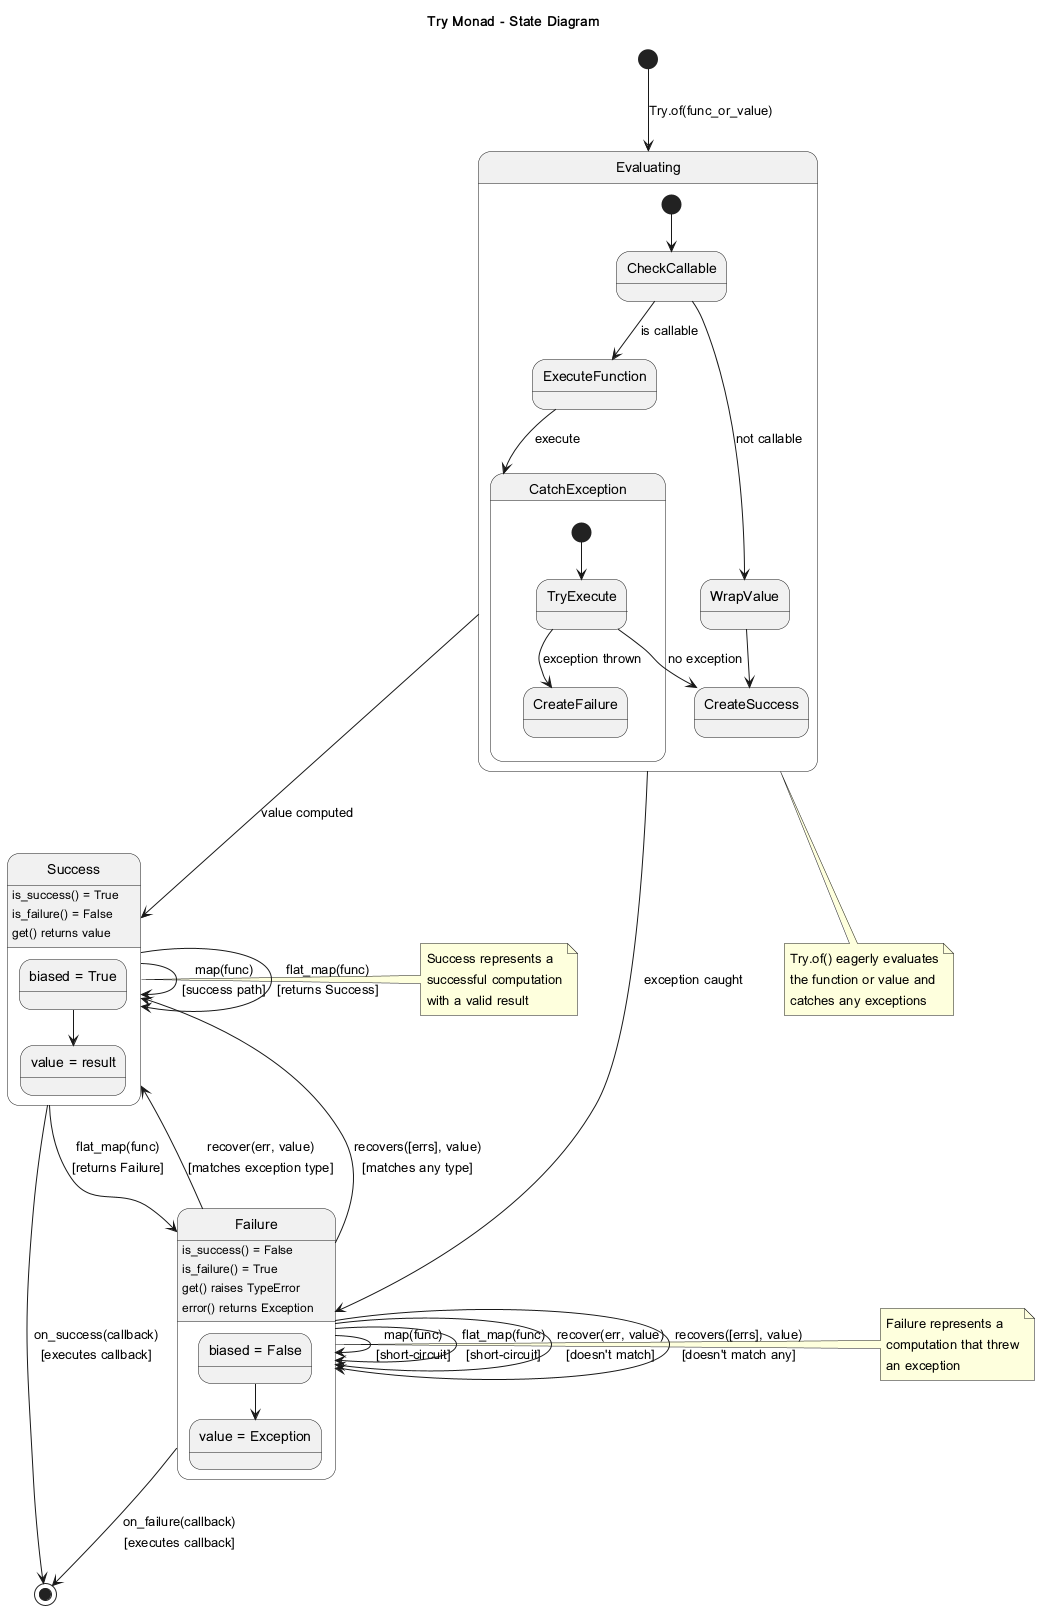 Try Monad - State Diagram
Try.of(func_or_value)
Evaluating
CheckCallable
is callable
ExecuteFunction
execute
not callable
CatchException
TryExecute
WrapValue
exception thrown
no exception
CreateFailure
CreateSuccess
value computed
Success
is_success() = True
is_failure() = False
get() returns value
biased = True
value = result
map(func)
[success path]
flat_map(func)
[returns Success]
Success represents a
successful computation
with a valid result
exception caught
Try.of() eagerly evaluates
the function or value and
catches any exceptions
flat_map(func)
[returns Failure]
recover(err, value)
[matches exception type]
recovers([errs], value)
[matches any type]
Failure
is_success() = False
is_failure() = True
get() raises TypeError
error() returns Exception
biased = False
value = Exception
map(func)
[short-circuit]
flat_map(func)
[short-circuit]
recover(err, value)
[doesn't match]
recovers([errs], value)
[doesn't match any]
Failure represents a
computation that threw
an exception
on_success(callback)
[executes callback]
on_failure(callback)
[executes callback]